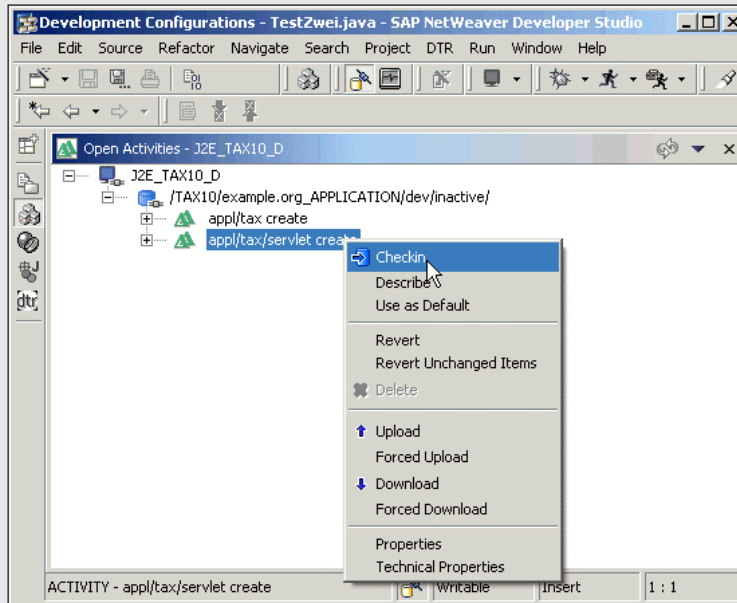 Development Configurations - TestZwei.java - SAP NetWeaver Developer Studio
File Edit Source Refactor Navigate Search Project DTR Run Window Help
Open Activities - J2E_TAX10_D
J2E_TAX10_D
/TAX10/example.org_APPLICATION/dev/inactive/
appl/tax create
appl/tax/servlet create
Checkin
Describe
Use as Default
Revert
Revert Unchanged Items
Delete
Upload
Forced Upload
Download
Forced Download
Properties
Technical Properties
dtr
ACTIVITY - appl/tax/servlet create Writable Insert 1 : 1